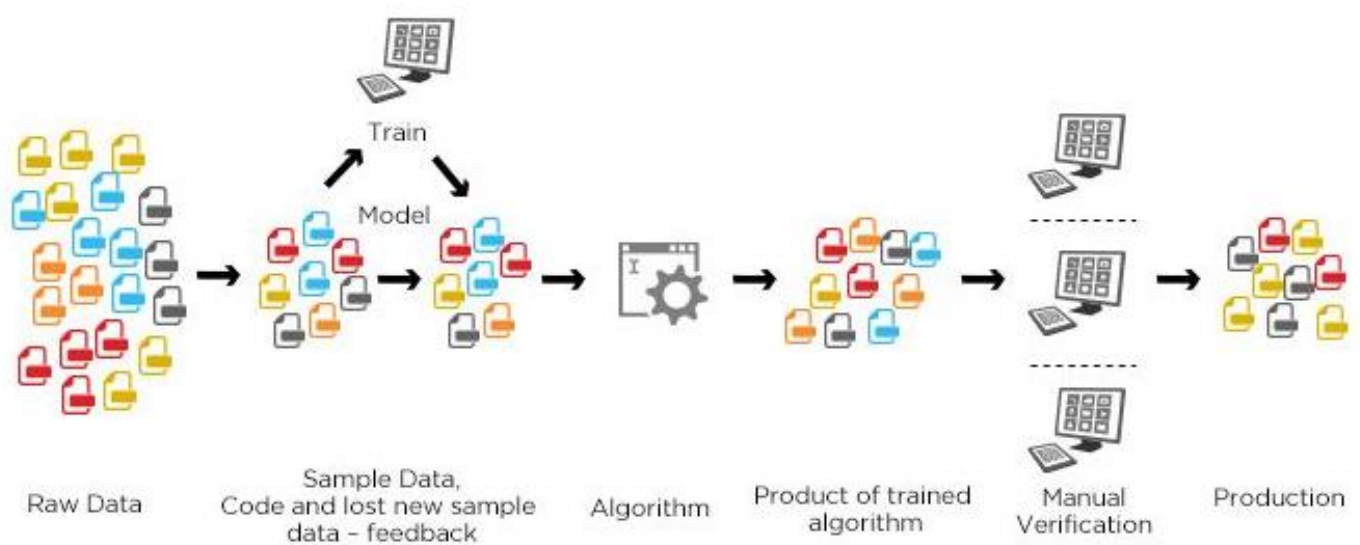 Train
Model
Raw Data
Sample Data,
Code and lost new sample
data – feedback
Algorithm
Product of trained
algorithm
Manual
Verification
Production